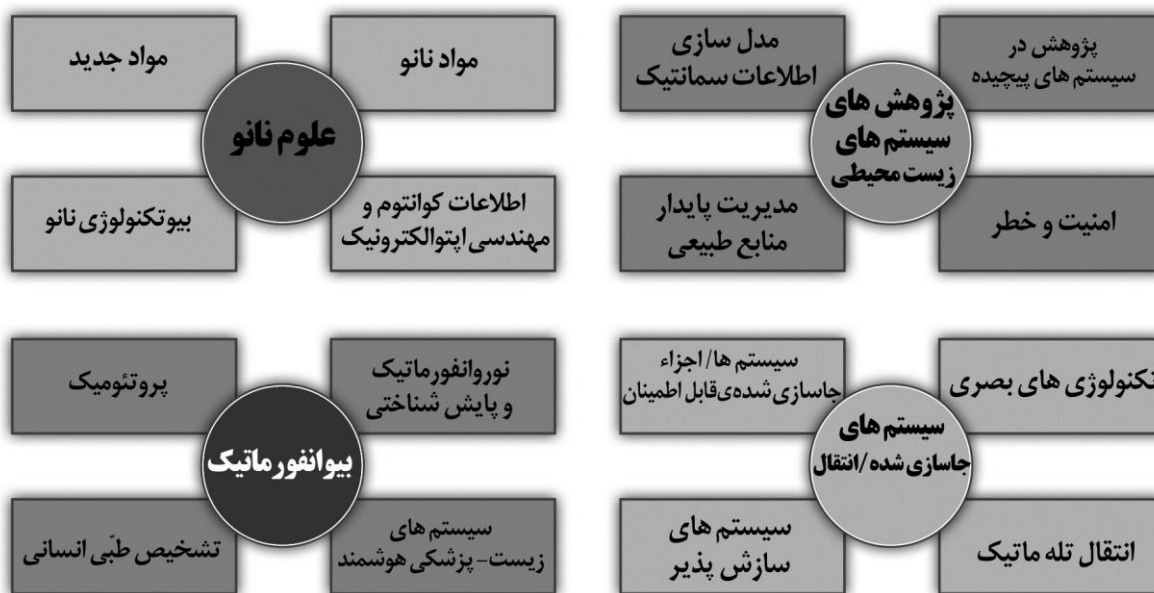 پژوهش در
سیستم های پیچیده
مدل سازی
اطلاعات سمانتیک
پژوهش های
سیستم های
زیست محیطی
امنیت و خطر
مدیریت پایدار
منابع طبیعی
مواد نانو
مواد جدید
علوم نانو
اطلاعات کوانتوم و
مهندسی اپتوالکترونیک
بیوتکنولوژی نانو
تکنولوژی های بصری
سیستم ها/ اجزاء
جاسازی شده‌ی قابل اطمینان
سیستم های
جاسازی شده /انتقال
انتقال تله ماتیک
سیستم های
سازش پذیر
نوروانفورماتیک
و پایش شناختی
پروتئومیک
بیوانفورماتیک
سیستم های
زیست- پزشکی هوشمند
تشخیص طبّی انسانی